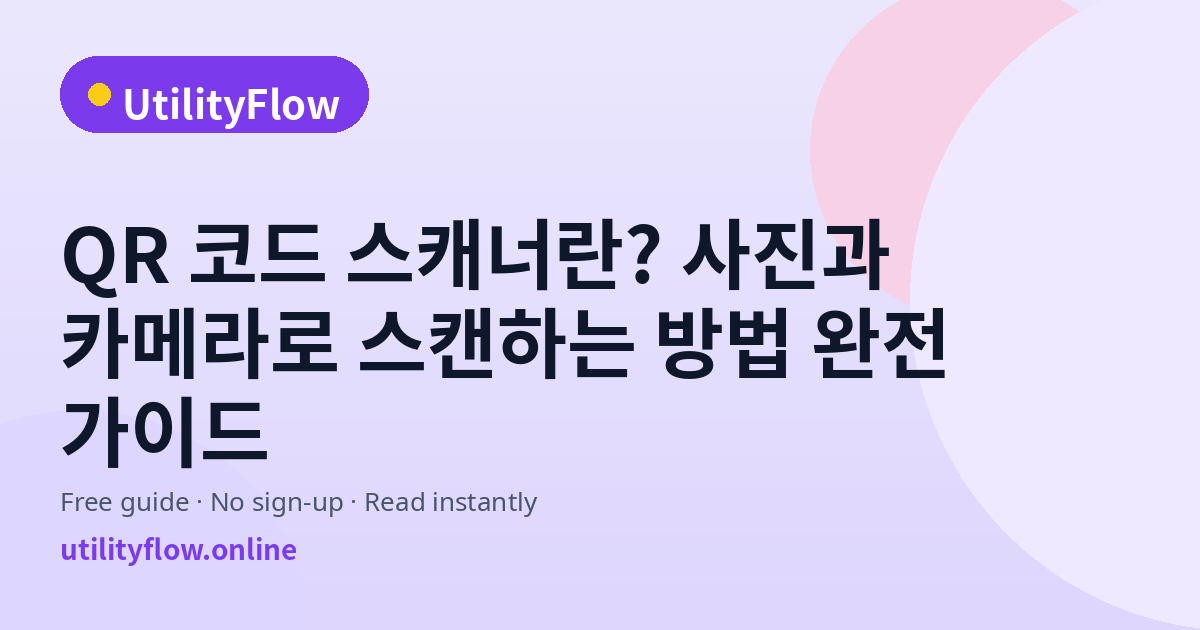 UtilityFlow
QR 코드 스캐너란? 사진과
카메라로 스캔하는 방법 완전
가이드
Free guide · No sign-up · Read instantly
utilityflow.online